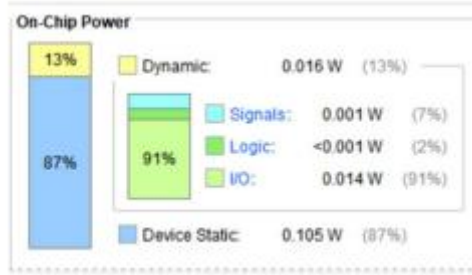 On-Chip Power
13%
Dynamic: 0.016 W (13%)
Signals: 0.001 W (7%)
Logic: <0.001 W (2%)
87%
91%
I/O: 0.014 W (91%)
Device Static: 0.105 W (87%)